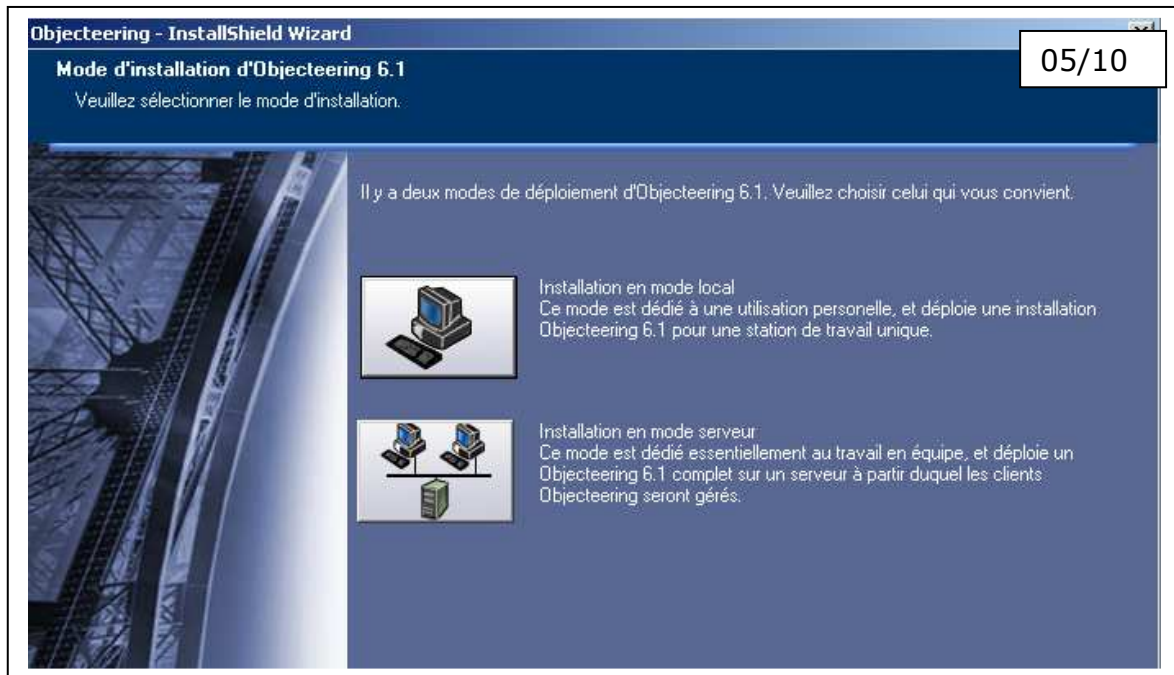 Objecteering - InstallShield Wizard
05/10
Mode d'installation d'Objecteering 6.1
Veuillez sélectionner le mode d'installation.
Il y a deux modes de déploiement d'Objecteering 6.1. Veuillez choisir celui qui vous convient.
Installation en mode local
Ce mode est dédié à une utilisation personelle, et déploie une installation
Objecteering 6.1 pour une station de travail unique.
Installation en mode serveur
Ce mode est dédié essentiellement au travail en équipe, et déploie un
Objecteering 6.1 complet sur un serveur à partir duquel les clients
Objecteering seront gérés.